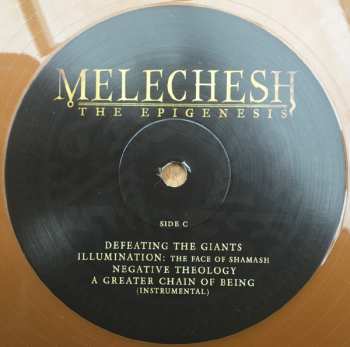 MELECHESH
THE EPIGENESIS
SIDE C
DEFEATING THE GIANTS
ILLUMINATION: THE FACE OF SHAMASH
NEGATIVE THEOLOGY
A GREATER CHAIN OF BEING
(INSTRUMENTAL)